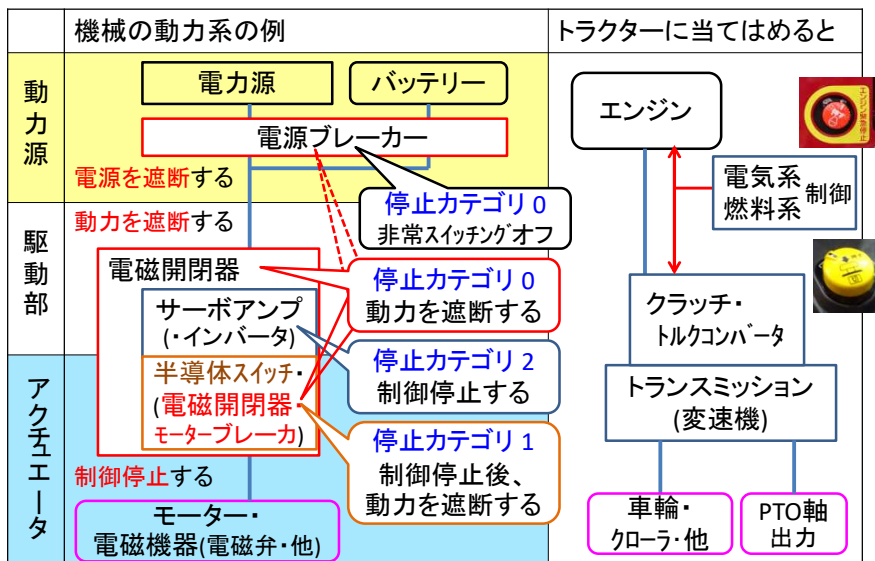 機械の動力系の例
トラクターに当てはめると
動力源
電力源
バッテリー
電源ブレーカー
電源を遮断する
停止カテゴリ0
非常スイッチングオフ
駆動部
動力を遮断する
電磁開閉器
停止カテゴリ0
動力を遮断する
サーボアンプ
(・インバータ)
停止カテゴリ2
制御停止する
アクチュエータ
半導体スイッチ・
(電磁開閉器・
モーターブレーカ)
停止カテゴリ1
制御停止後、
動力を遮断する
制御停止する
モーター・
電磁機器(電磁弁・他)
エンジン
エンジン緊急停止
電気系
燃料系
制御
クラッチ・
トルクコンバータ
トランスミッション
(変速機)
車輪・
クローラ・他
PTO軸
出力